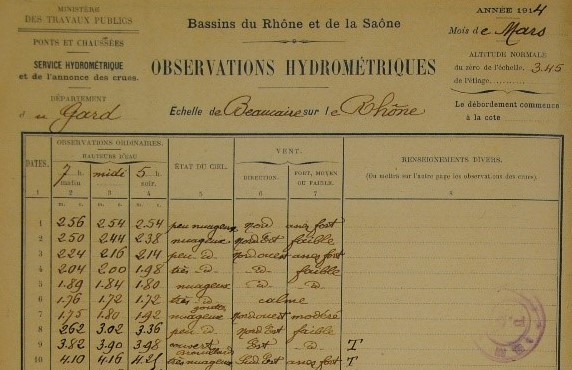 MINISTÈRE
DES TRAVAUX PUBLICS
PONTS ET CHAUSSÉES
SERVICE HYDROMÉTRIQUE
et de l'annonce des crues.
DÉPARTEMENT
du Gard
Bassins du Rhône et de la Saône
OBSERVATIONS HYDROMÉTRIQUES
Échelle de Beaucaire sur le Rhône
ANNÉE 1914
Mois de Mars
ALTITUDE NORMALE
du zéro de l'échelle, 3.45
de l'étiage
Le débordement commence
à la cote
DATES. OBSERVATIONS ORDINAIRES. ÉTAT DU CIEL. VENT. RENSEIGNEMENTS DIVERS.
HAUTEURS D'EAU DIRECTION. FORT, MOYEN OU FAIBLE. (On mettra sur l'autre page les observations des crues).
7 h. matin midi 5 h. soir.
1 2 3 4 5 6 7 8
m. c. m. c. m. c.
1 2.56 2.54 2.54 peu nuageux Nord assez fort
2 2.50 2.44 2.38 nuageux Nord Est faible
3 2.24 2.16 2.14 peu d° Nord ouest assez fort
4 2.04 2.00 1.98 très d° d° faible
5 1.89 1.84 1.80 nuageux d° d°
6 1.76 1.72 1.72 très d° calme
7 1.75 1.80 1.92 gouttes nuageux Nord ouest modéré
8 2.62 3.02 3.36 peu d° Nord Est faible
9 3.82 3.90 3.98 couvert Est d° T
10 4.10 4.16 4.25 très nuageux Sud Est assez fort T